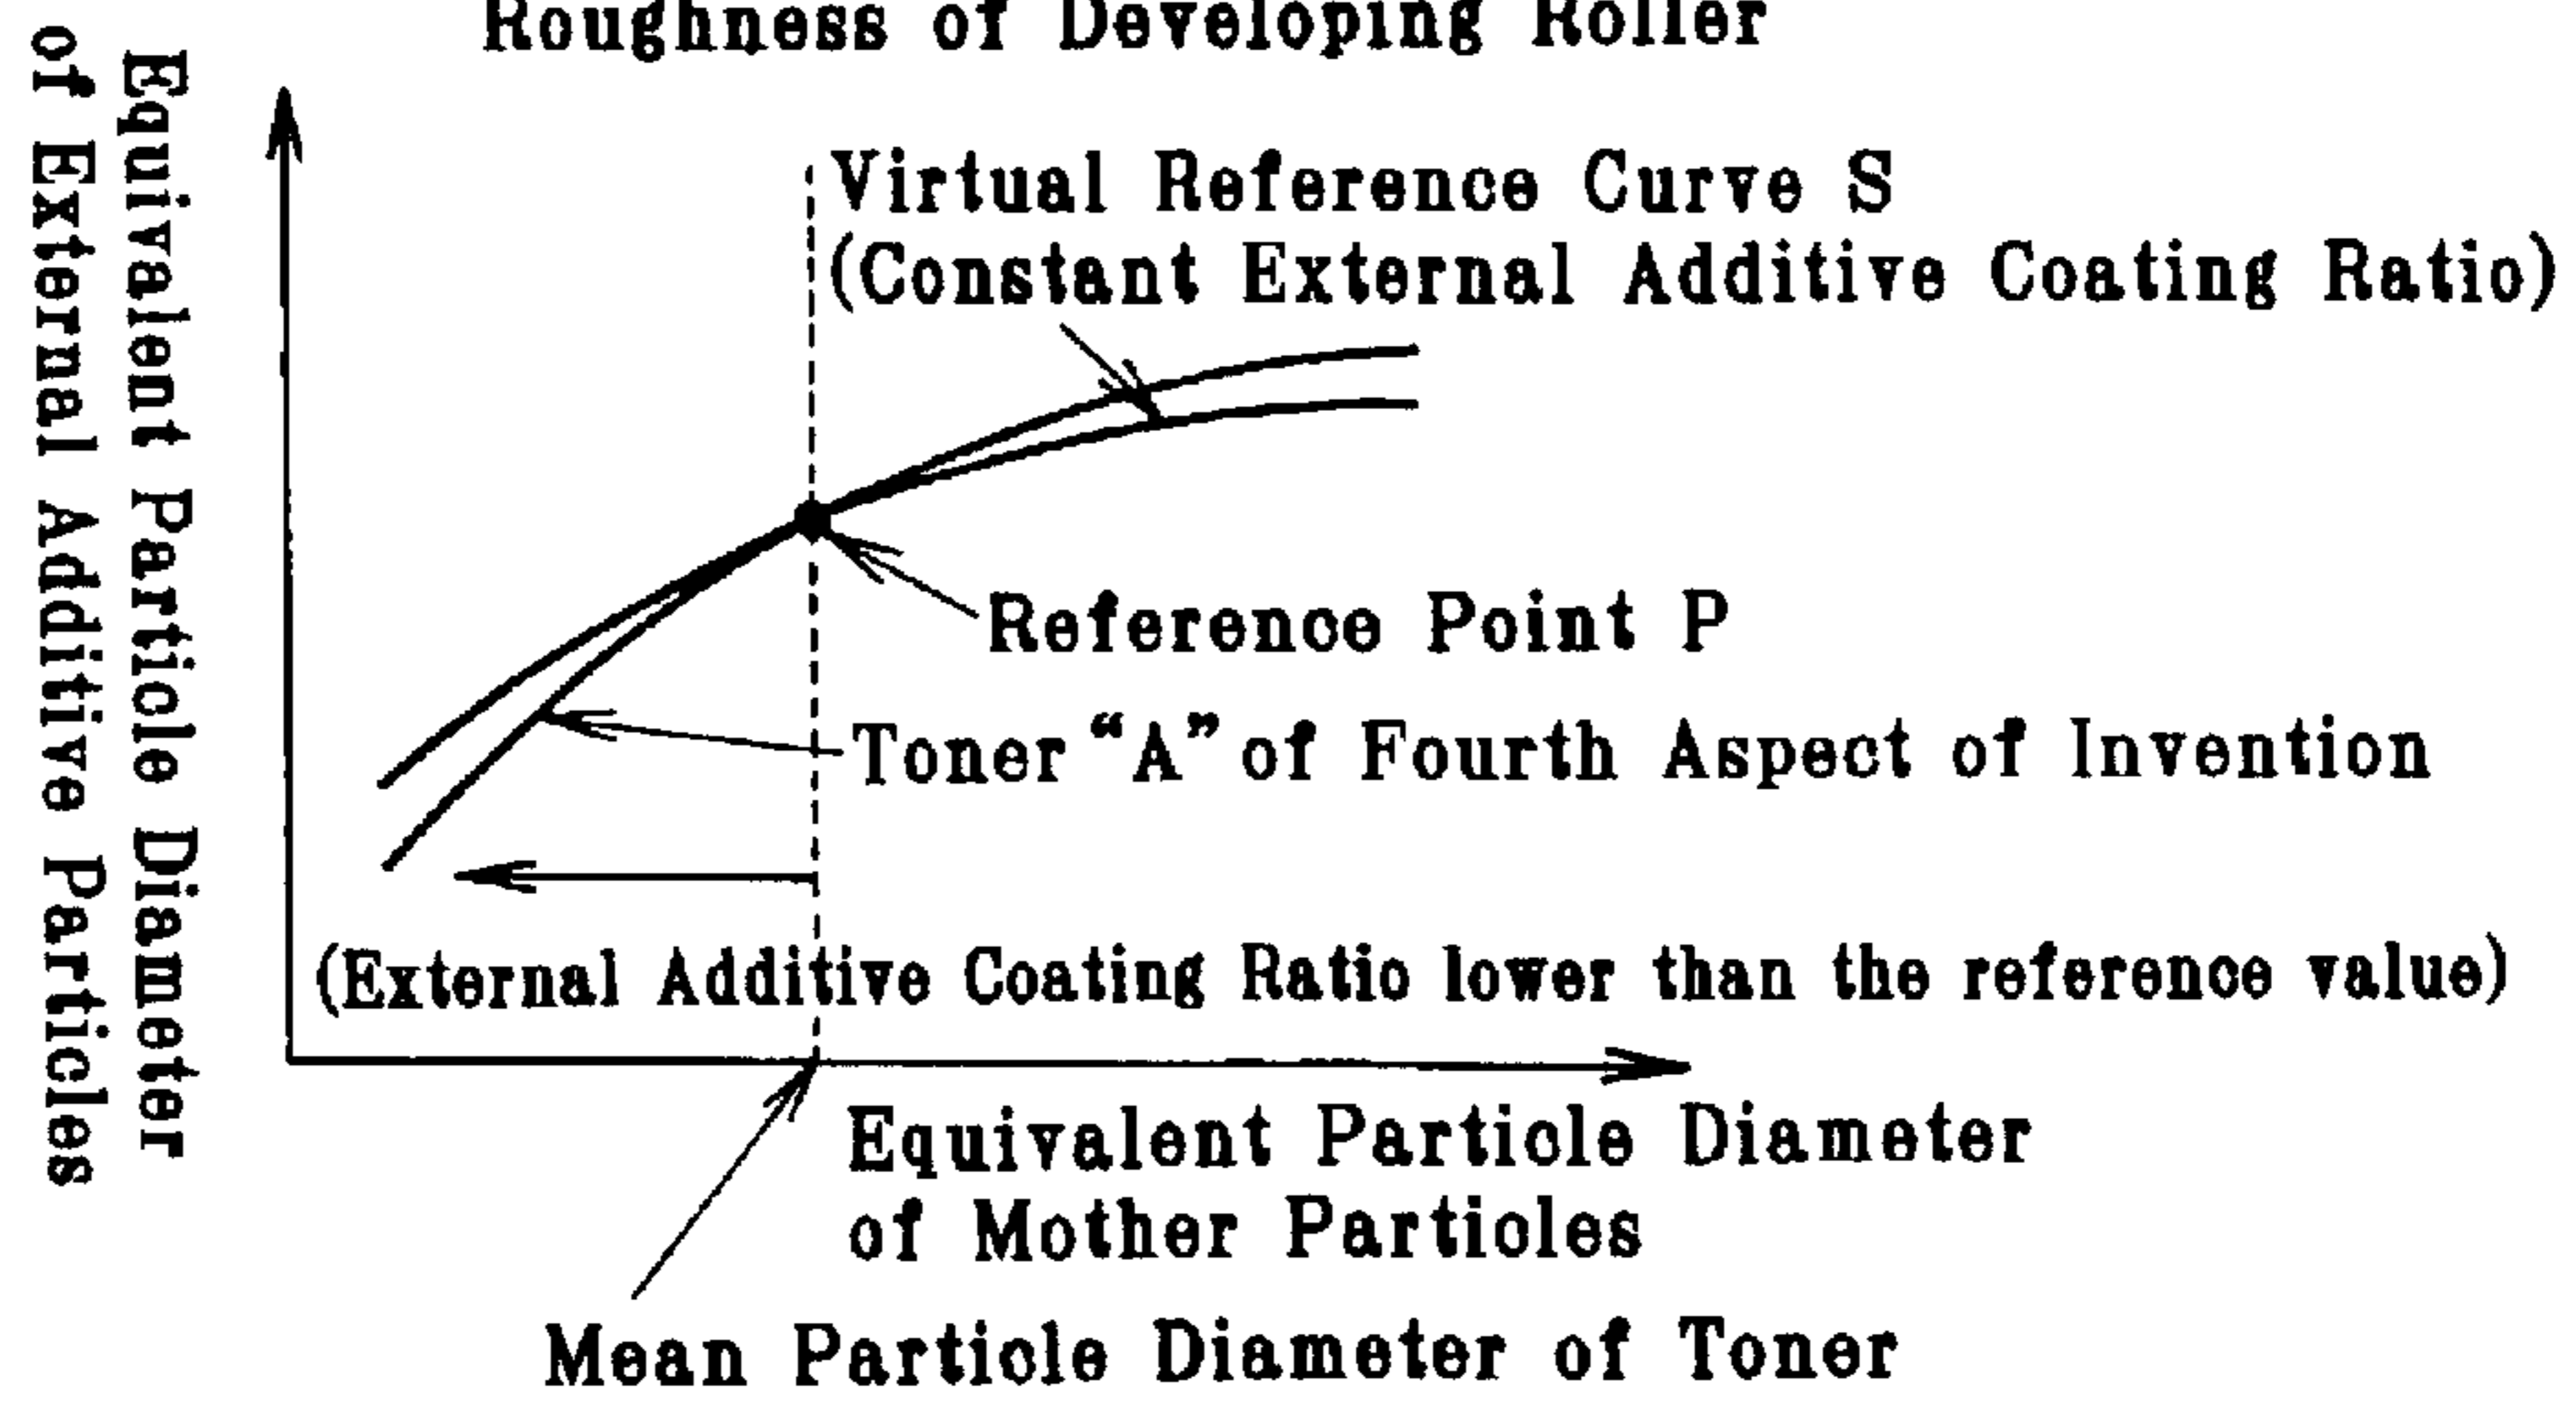 Roughness of Developing Roller
Equivalent Particle Diameter
of External Additive Particles
Virtual Reference Curve S
(Constant External Additive Coating Ratio)
Reference Point P
Toner “A” of Fourth Aspect of Invention
(External Additive Coating Ratio lower than the reference value)
Equivalent Particle Diameter
of Mother Particles
Mean Particle Diameter of Toner